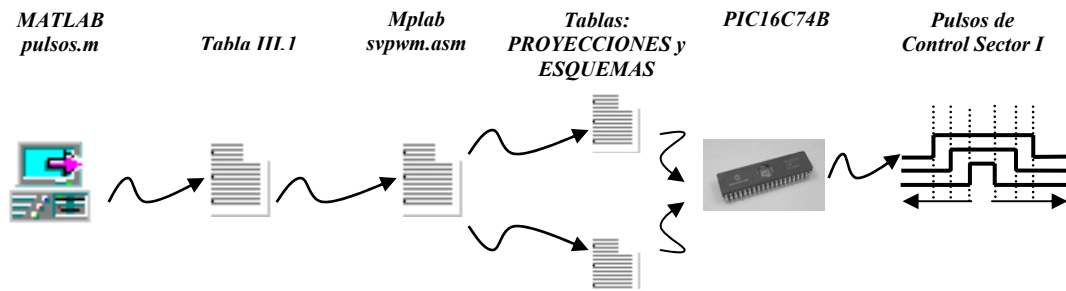 MATLAB
pulsos.m
Tabla III.1
Mplab
svpwm.asm
Tablas:
PROYECCIONES y
ESQUEMAS
PIC16C74B
Pulsos de
Control Sector I